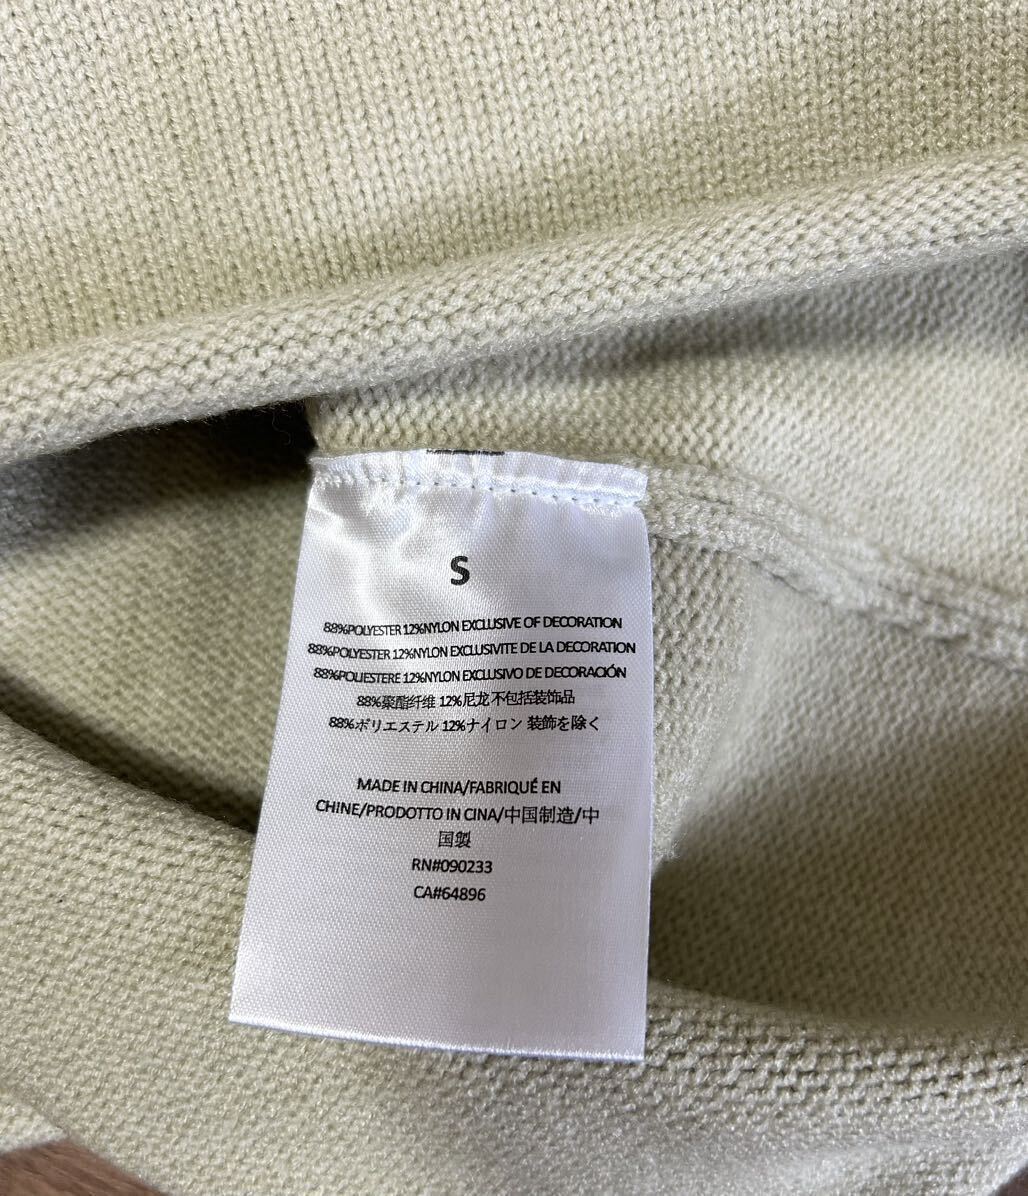 S
88%POLYESTER 12%NYLON EXCLUSIVE OF DECORATION
88%POLYESTER 12%NYLON EXCLUSIVITE DE LA DECORATION
88%POLIESTERE 12%NYLON EXCLUSIVO DE DECORACIÓN
88%聚酯纤维 12%尼龙 不包括装饰品
88%ポリエステル 12%ナイロン 装飾を除く
MADE IN CHINA/FABRIQUÉ EN
CHINE/PRODOTTO IN CINA/中国制造/中
国製
RN#090233
CA#64896